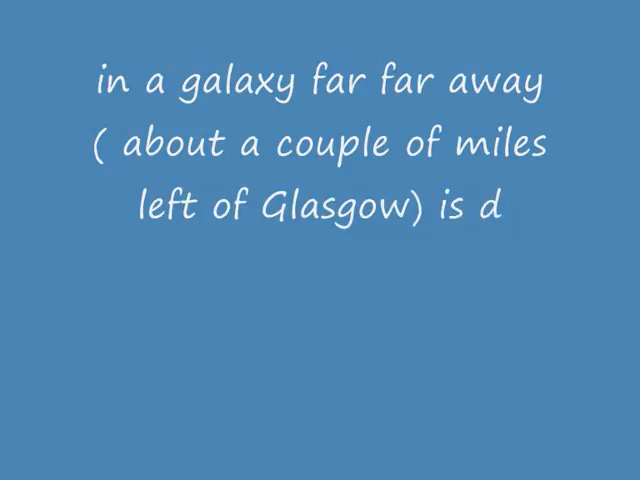 in a galaxy far far away
( about a couple of miles
left of Glasgow) is d